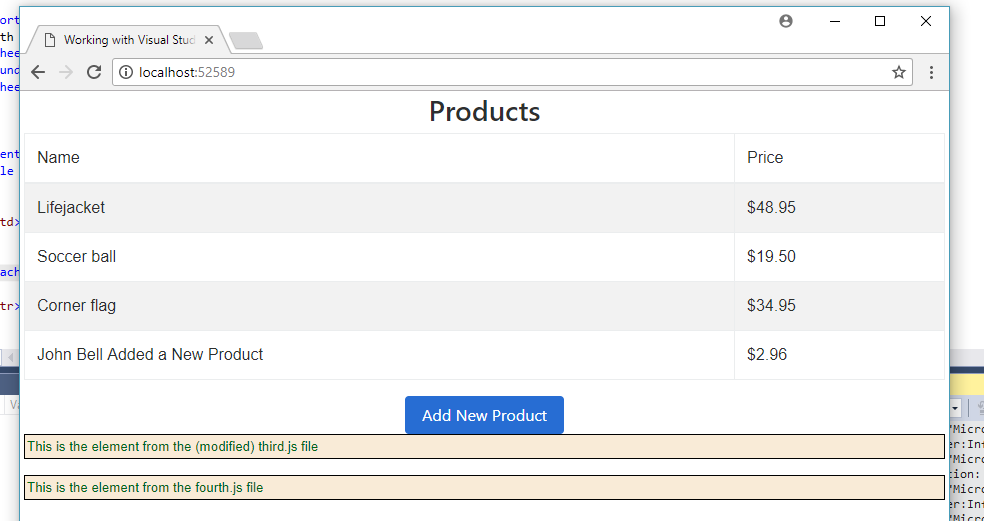 Working with Visual Stud
localhost:52589
Products
Name Price
Lifejacket $48.95
Soccer ball $19.50
Corner flag $34.95
John Bell Added a New Product $2.96
Add New Product
This is the element from the (modified) third.js file
This is the element from the fourth.js file